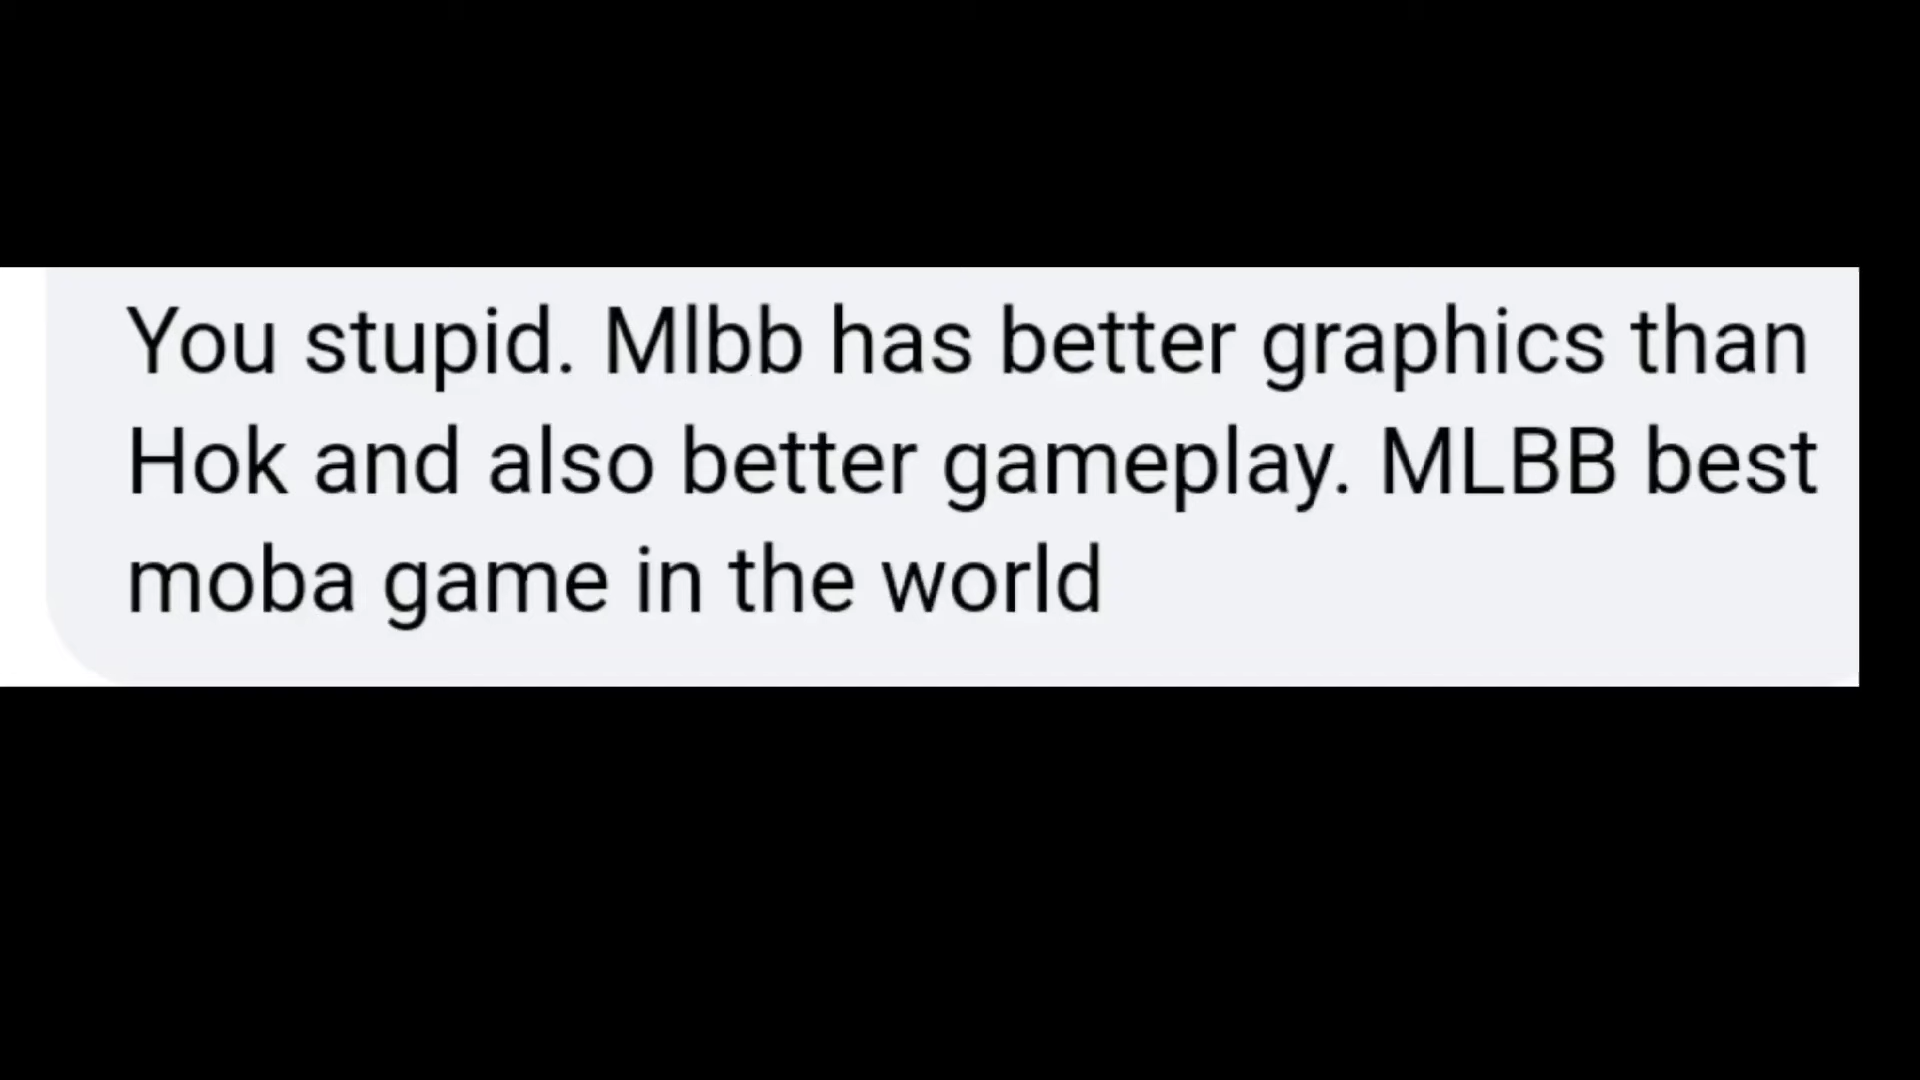 You stupid. Mlbb has better graphics than
Hok and also better gameplay. MLBB best
moba game in the world